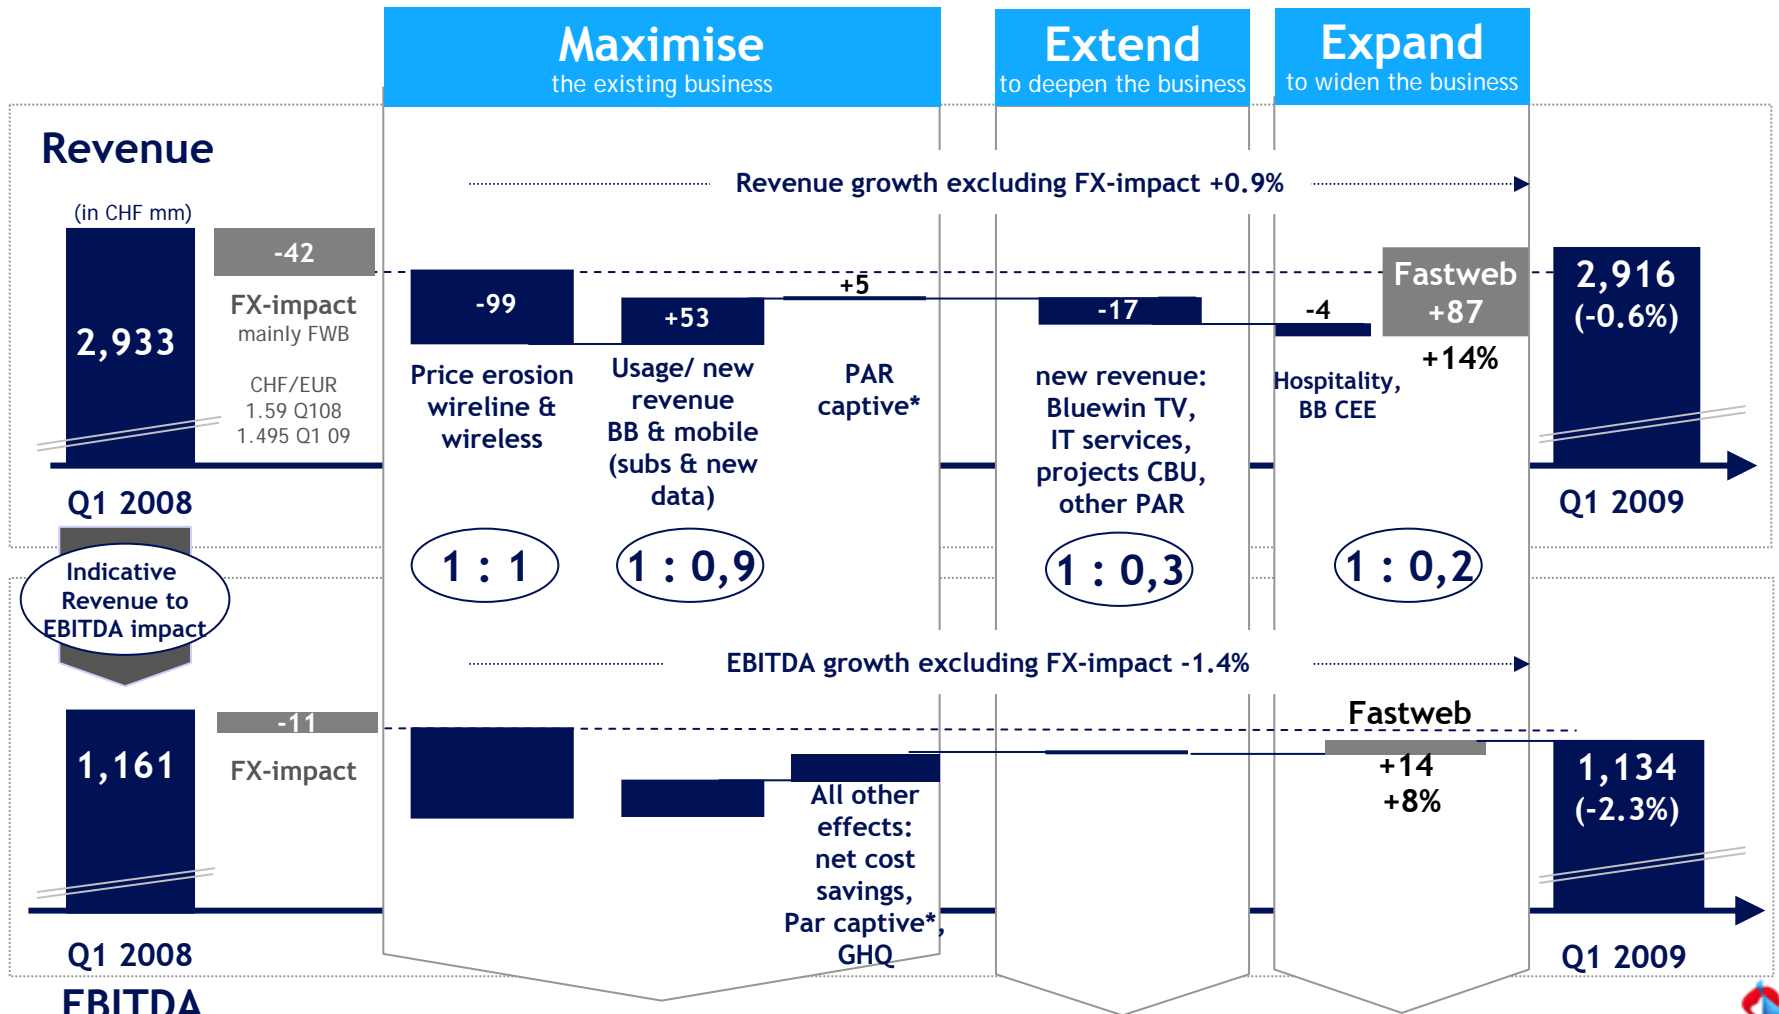 Maximise
the existing business
Extend
to deepen the business
Expand
to widen the business
Revenue
Revenue growth excluding FX-impact +0.9%
(in CHF mm)
2,933
-42
FX-impact
mainly FWB
CHF/EUR
1.59 Q108
1.495 Q1 09
-99
Price erosion
wireline &
wireless
+53
Usage/ new
revenue
BB & mobile
(subs & new
data)
+5
PAR
captive*
-17
new revenue:
Bluewin TV,
IT services,
projects CBU,
other PAR
-4
Hospitality,
BB CEE
Fastweb
+87
+14%
2,916
(-0.6%)
Q1 2008
Q1 2009
Indicative
Revenue to
EBITDA impact
1 : 1
1 : 0,9
1 : 0,3
1 : 0,2
EBITDA growth excluding FX-impact -1.4%
1,161
-11
FX-impact
All other
effects:
net cost
savings,
Par captive*,
GHQ
Fastweb
+14
+8%
1,134
(-2.3%)
Q1 2008
Q1 2009
EBITDA